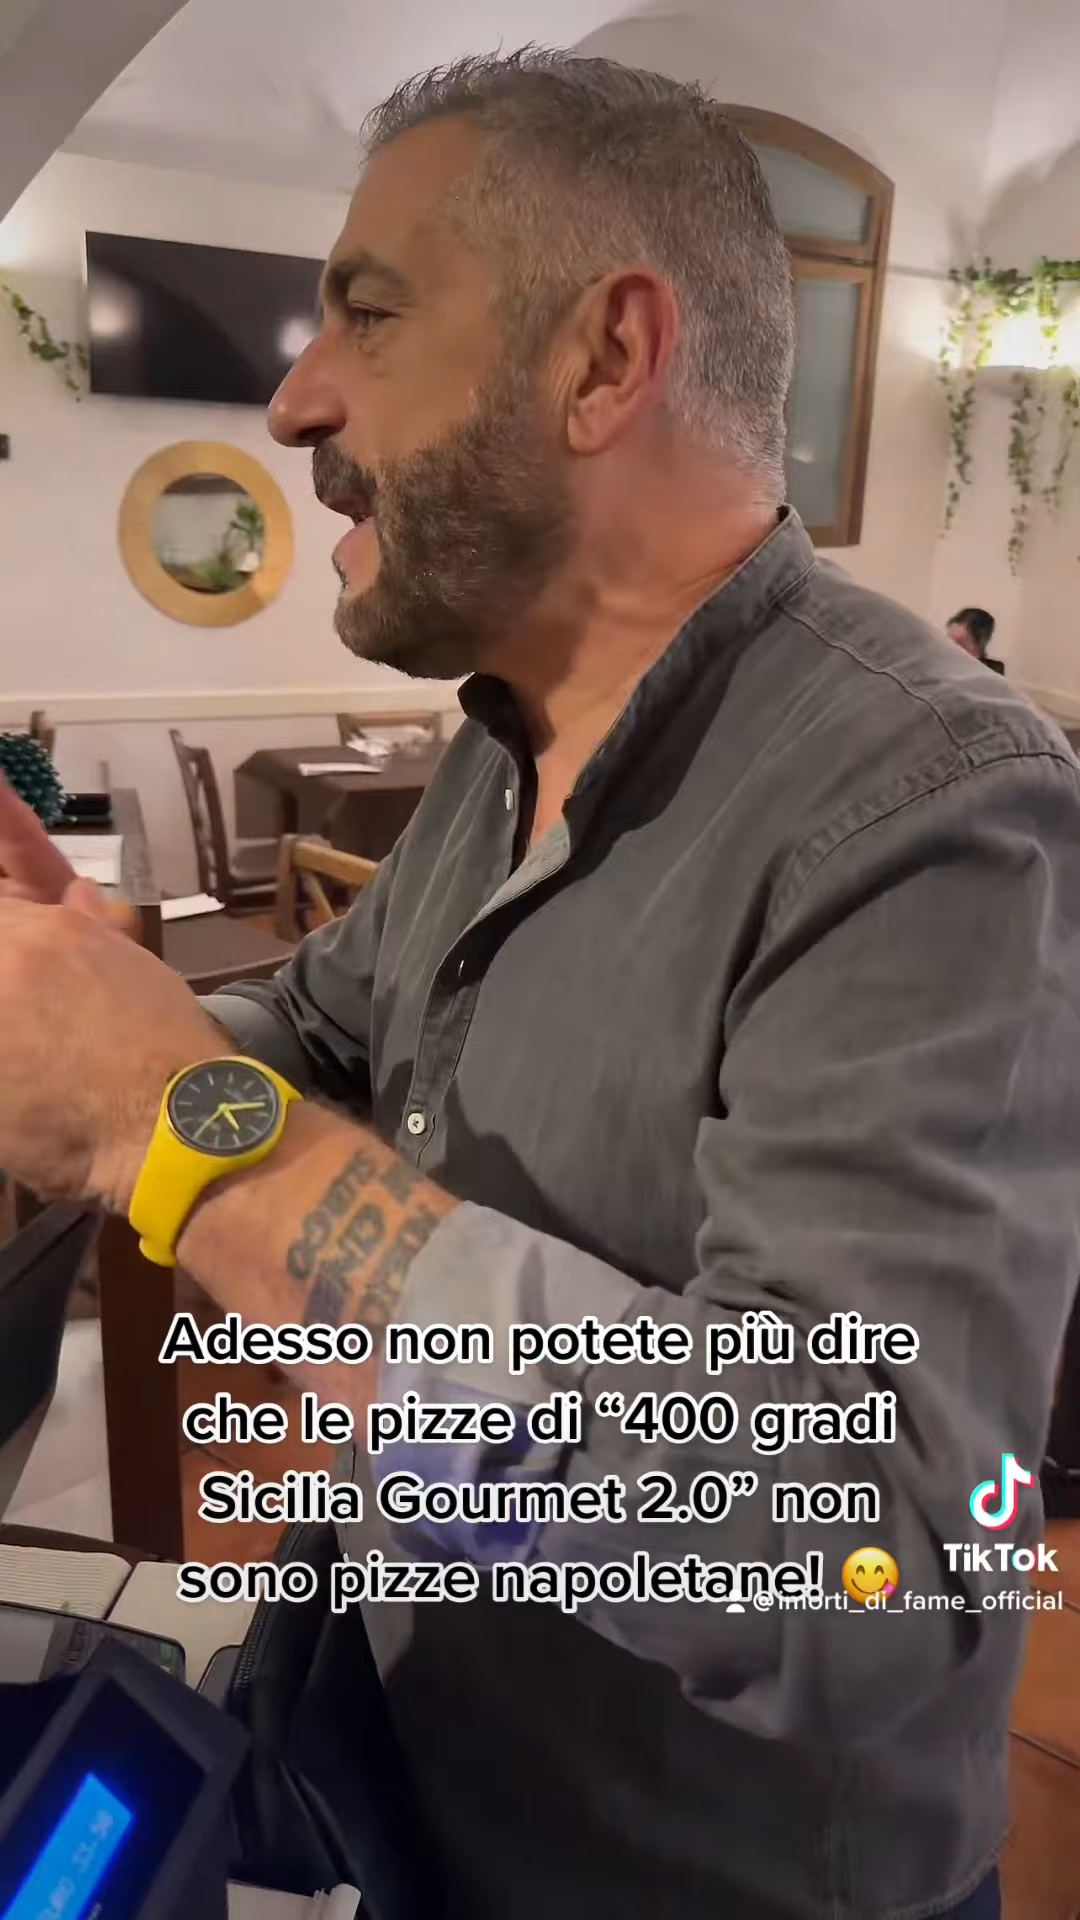 Adesso non potete più dire
che le pizze di “400 gradi
Sicilia Gourmet 2.0” non
sono pizze napoletane! 😋
TikTok
@imorti_di_fame_official